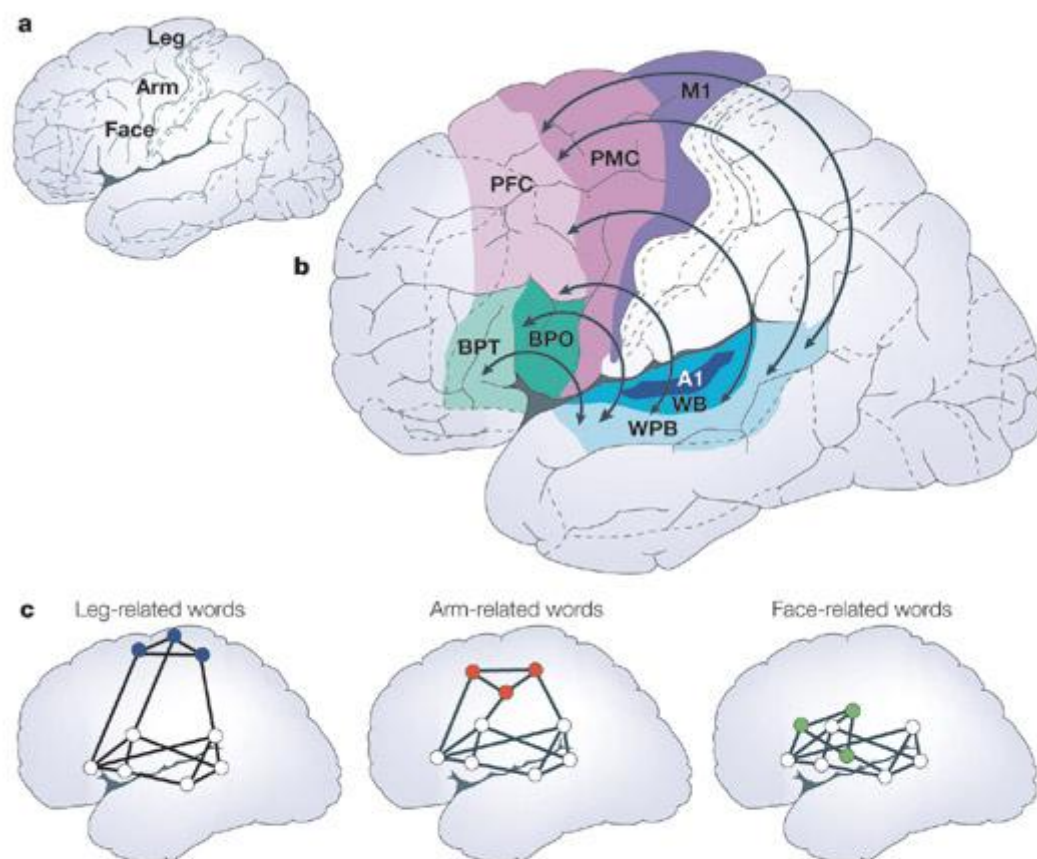 a
Leg
Arm
Face
b
M1
PMC
PFC
BPT
BPO
A1
WB
WPB
c
Leg-related words
Arm-related words
Face-related words